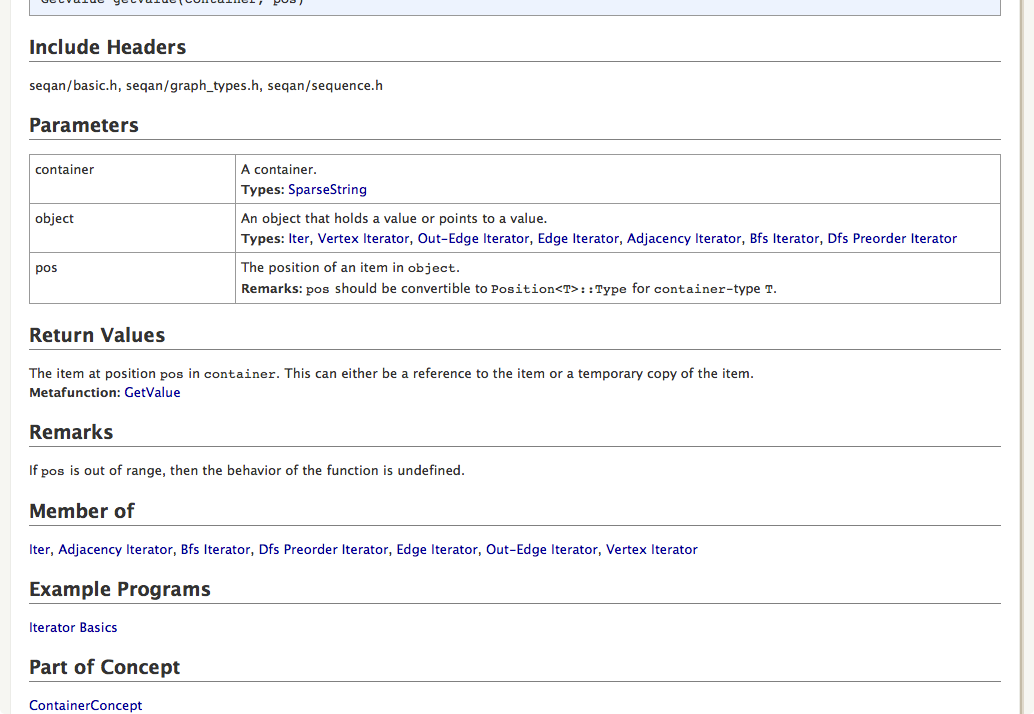 GetValue getValue(container, pos)
Include Headers
seqan/basic.h, seqan/graph_types.h, seqan/sequence.h
Parameters
container
A container.
Types: SparseString
object
An object that holds a value or points to a value.
Types: Iter, Vertex Iterator, Out-Edge Iterator, Edge Iterator, Adjacency Iterator, Bfs Iterator, Dfs Preorder Iterator
pos
The position of an item in object.
Remarks: pos should be convertible to Position<T>::Type for container-type T.
Return Values
The item at position pos in container. This can either be a reference to the item or a temporary copy of the item.
Metafunction: GetValue
Remarks
If pos is out of range, then the behavior of the function is undefined.
Member of
Iter, Adjacency Iterator, Bfs Iterator, Dfs Preorder Iterator, Edge Iterator, Out-Edge Iterator, Vertex Iterator
Example Programs
Iterator Basics
Part of Concept
ContainerConcept